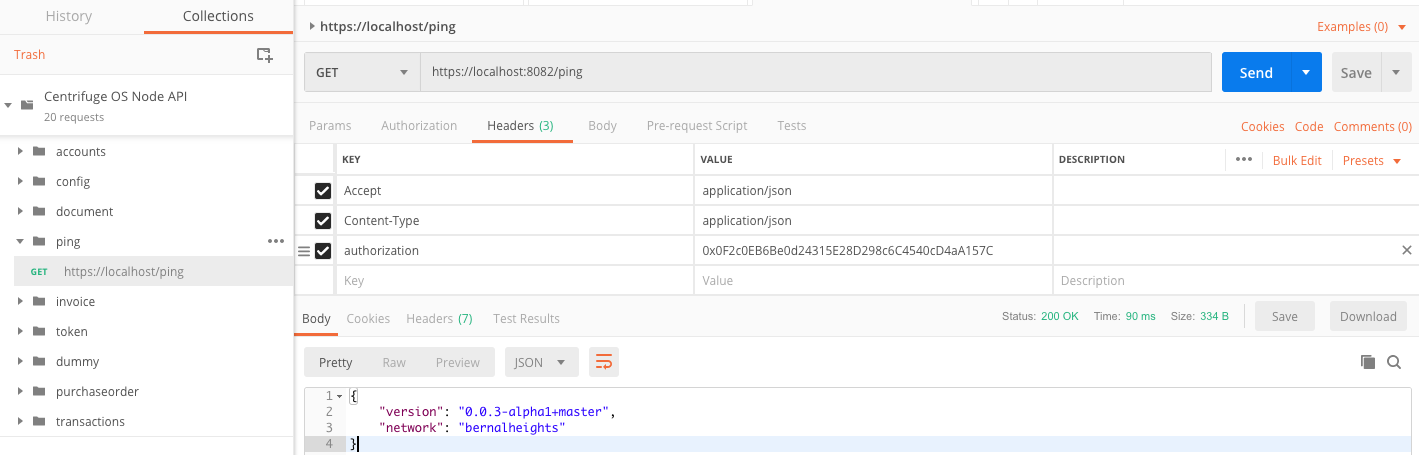 History Collections
Trash
Centrifuge OS Node API
20 requests
accounts
config
document
ping
GET https://localhost/ping
invoice
token
dummy
purchaseorder
transactions
https://localhost/ping Examples (0)
GET https://localhost:8082/ping Send Save
Params Authorization Headers (3) Body Pre-request Script Tests Cookies Code Comments (0)
KEY VALUE DESCRIPTION Bulk Edit Presets
Accept application/json
Content-Type application/json
authorization 0x0F2c0EB6Be0d24315E28D298c6C4540cD4aA157C
Key Value Description
Body Cookies Headers (7) Test Results Status: 200 OK Time: 90 ms Size: 334 B Save Download
Pretty Raw Preview JSON
1 {
2 "version": "0.0.3-alpha1+master",
3 "network": "bernalheights"
4 }